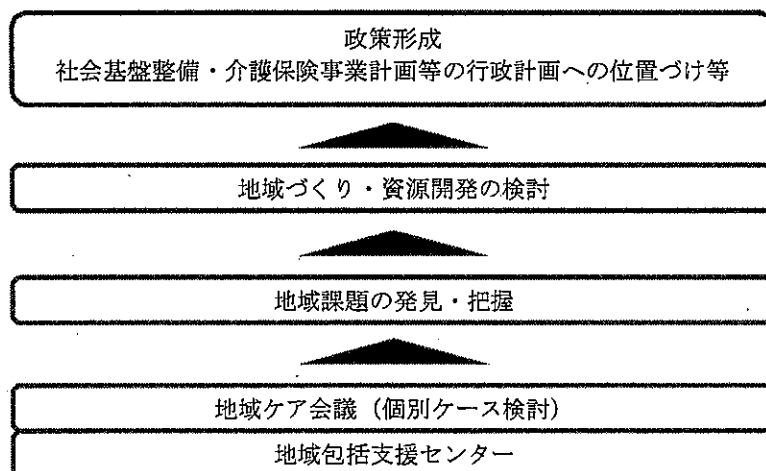 政策形成
社会基盤整備・介護保険事業計画等の行政計画への位置づけ等
地域づくり・資源開発の検討
地域課題の発見・把握
地域ケア会議（個別ケース検討）
地域包括支援センター